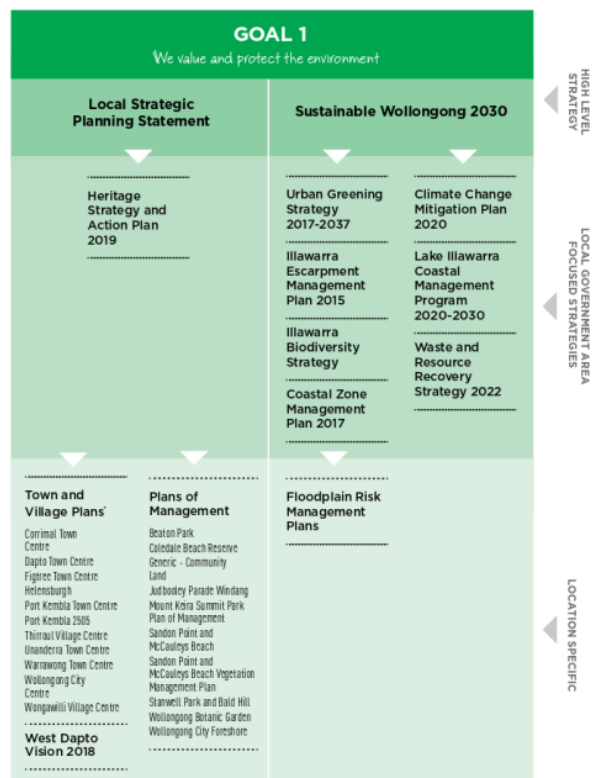 GOAL 1
We value and protect the environment
Local Strategic
Planning Statement
Sustainable Wollongong 2030
HIGH LEVEL
STRATEGY
Heritage
Strategy and
Action Plan
2019
Urban Greening
Strategy
2017-2037
Illawarra
Escarpment
Management
Plan 2015
Illawarra
Biodiversity
Strategy
Coastal Zone
Management
Plan 2017
Climate Change
Mitigation Plan
2020
Lake Illawarra
Coastal
Management
Program
2020-2030
Waste and
Resource
Recovery
Strategy 2022
LOCAL GOVERNMENT AREA
FOCUSED STRATEGIES
Town and
Village Plans*
Corrimal Town
Centre
Dapto Town Centre
Figtree Town Centre
Helensburgh
Port Kembla Town Centre
Port Kembla 2505
Thirroul Village Centre
Unanderra Town Centre
Warrawong Town Centre
Wollongong City
Centre
Wongawilli Village Centre
West Dapto
Vision 2018
Plans of
Management
Beaton Park
Coledale Beach Reserve
Generic - Community
Land
Judbooley Parade Windang
Mount Keira Summit Park
Plan of Management
Sandon Point and
McCauleys Beach
Sandon Point and
McCauleys Beach Vegetation
Management Plan
Stanwell Park and Bald Hill
Wollongong Botanic Garden
Wollongong City Foreshore
Floodplain Risk
Management
Plans
LOCATION SPECIFIC